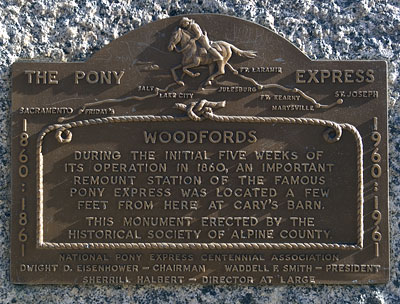 THE PONY EXPRESS
FT. LARAMIE
SALT LAKE CITY
JULESBURG
FT. KEARNY
MARYSVILLE
ST. JOSEPH
SACRAMENTO
FRIDAY'S
1860:1861
1960:1961
WOODFORDS
DURING THE INITIAL FIVE WEEKS OF
ITS OPERATION IN 1860, AN IMPORTANT
REMOUNT STATION OF THE FAMOUS
PONY EXPRESS WAS LOCATED A FEW
FEET FROM HERE AT CARY'S BARN.
THIS MONUMENT ERECTED BY THE
HISTORICAL SOCIETY OF ALPINE COUNTY
NATIONAL PONY EXPRESS CENTENNIAL ASSOCIATION
DWIGHT D. EISENHOWER — CHAIRMAN WADDELL F. SMITH — PRESIDENT
SHERRILL HALBERT — DIRECTOR AT LARGE